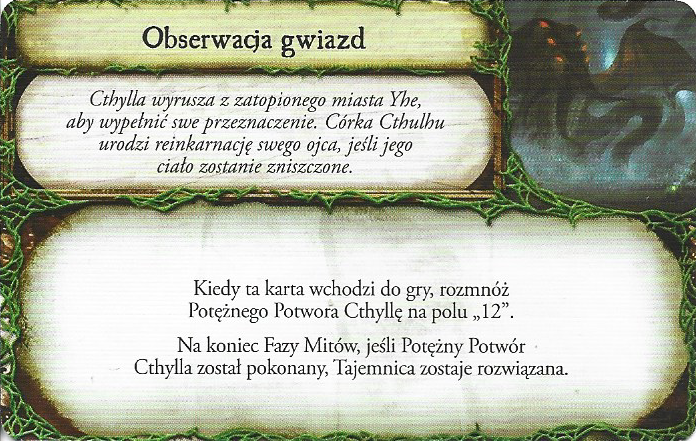 Obserwacja gwiazd
Cthylla wyrusza z zatopionego miasta Yhe,
aby wypełnić swe przeznaczenie. Córka Cthulhu
urodzi reinkarnację swego ojca, jeśli jego
ciało zostanie zniszczone.
Kiedy ta karta wchodzi do gry, rozmnóż
Potężnego Potwora Cthyllę na polu „12”.
Na koniec Fazy Mitów, jeśli Potężny Potwór
Cthylla został pokonany, Tajemnica zostaje rozwiązana.